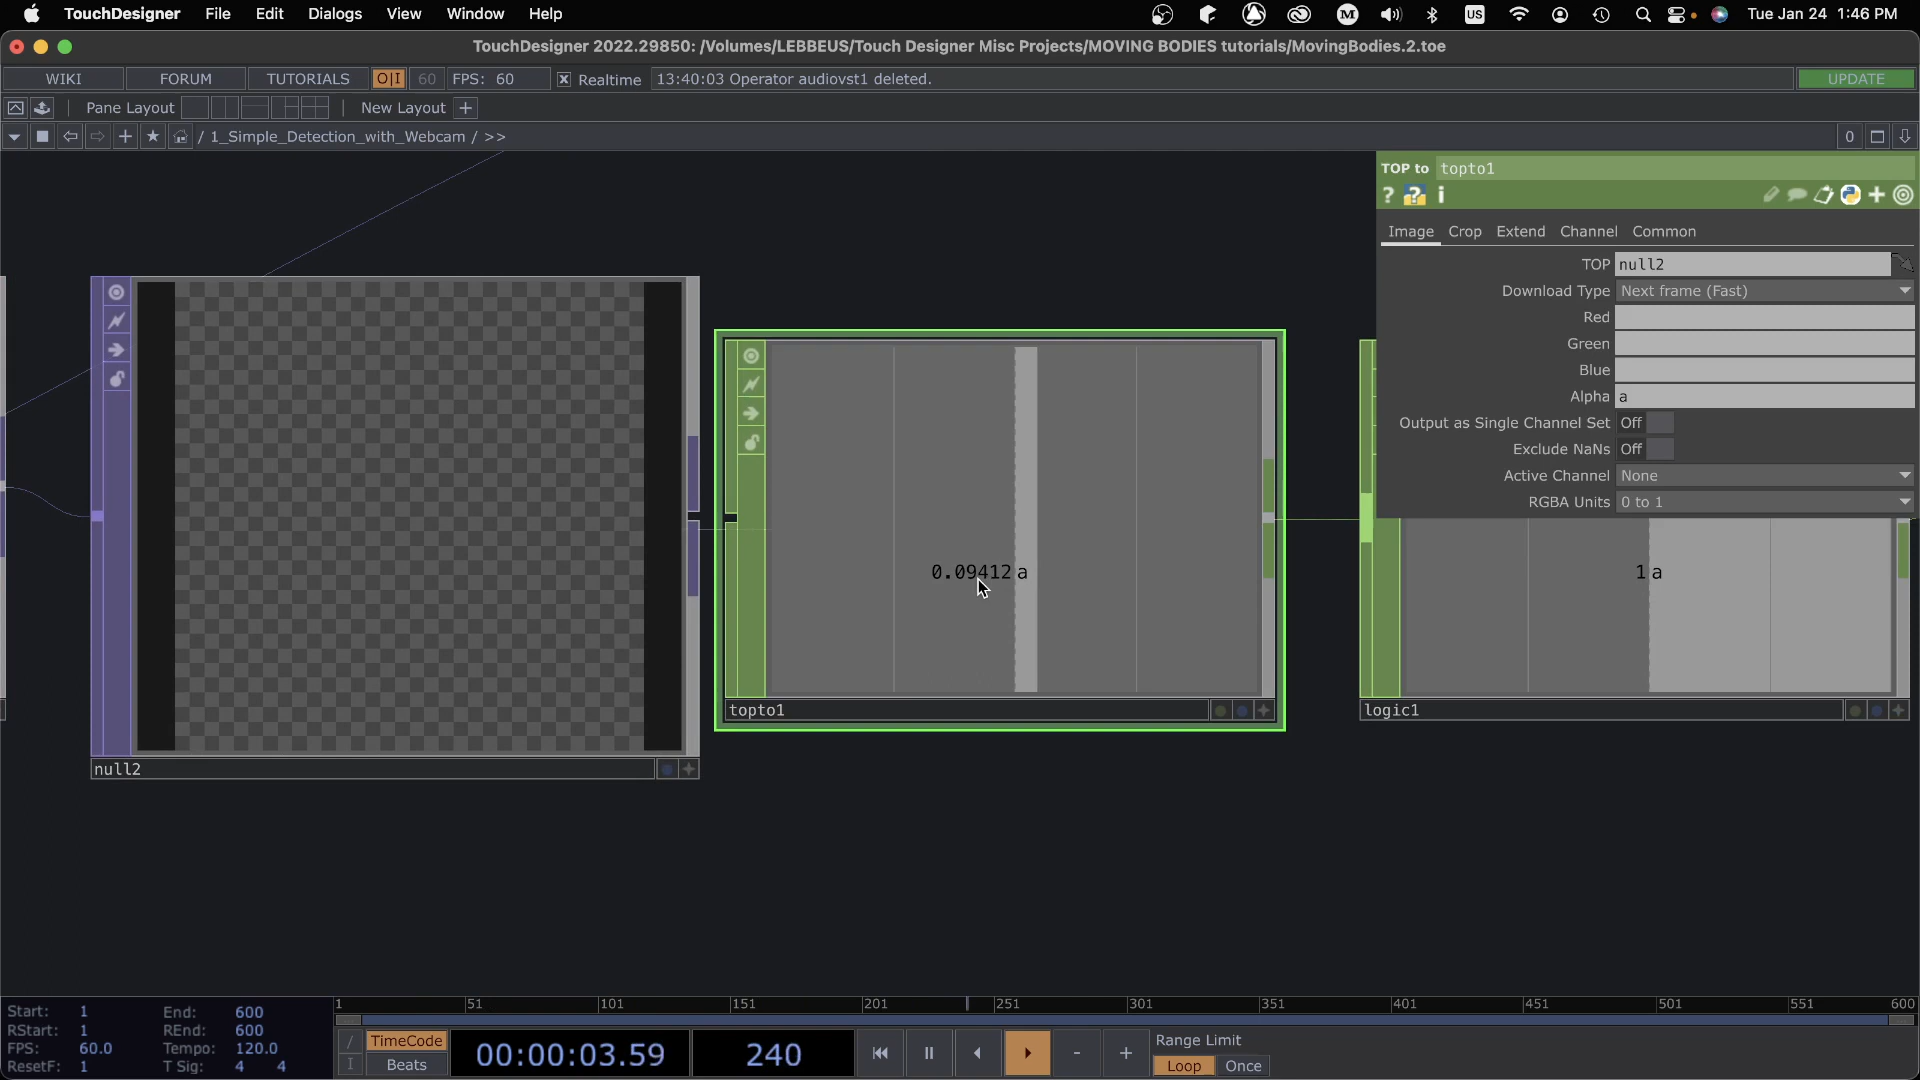 TouchDesigner File Edit Dialogs View Window Help US Tue Jan 24 1:46 PM
TouchDesigner 2022.29850: /Volumes/LEBBEUS/Touch Designer Misc Projects/MOVING BODIES tutorials/MovingBodies.2.toe
WIKI FORUM TUTORIALS O|I 60 FPS: 60 Realtime 13:40:03 Operator audiovst1 deleted. UPDATE
Pane Layout New Layout +
/ 1_Simple_Detection_with_Webcam / >> 0
TOP to topto1
? ? i
Image Crop Extend Channel Common
TOP null2
Download Type Next frame (Fast)
Red
Green
Blue
Alpha a
Output as Single Channel Set Off
Exclude NaNs Off
Active Channel None
RGBA Units 0 to 1
0.09412 a
1 a
topto1
logic1
null2
1 51 101 151 201 251 301 351 401 451 501 551 600
Start: 1 End: 600
RStart: 1 REnd: 600
FPS: 60.0 Tempo: 120.0
ResetF: 1 T Sig: 4 4
/ TimeCode
I Beats
00:00:03.59 240 - +
Range Limit
Loop Once